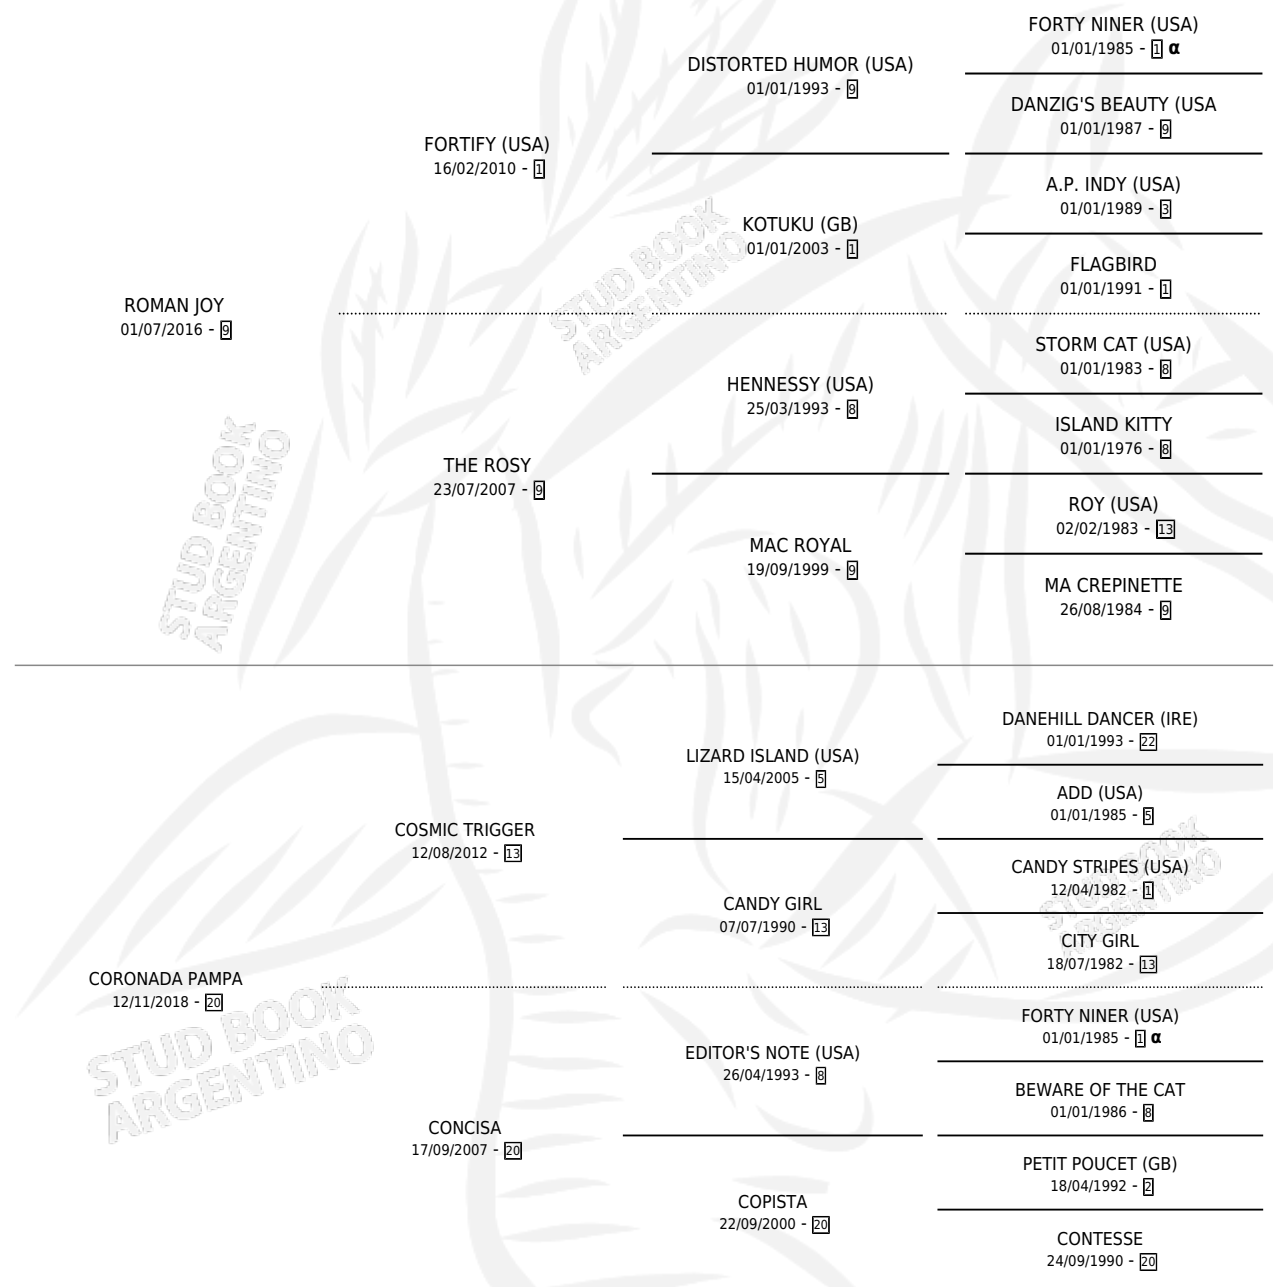 FORTY NINER (USA)
01/01/1985 - 1 α
DISTORTED HUMOR (USA)
01/01/1993 - 9
DANZIG'S BEAUTY (USA
01/01/1987 - 9
FORTIFY (USA)
16/02/2010 - 1
A.P. INDY (USA)
01/01/1989 - 3
KOTUKU (GB)
01/01/2003 - 1
FLAGBIRD
01/01/1991 - 1
ROMAN JOY
01/07/2016 - 9
STUD BOOK
ARGENTINO
STORM CAT (USA)
01/01/1983 - 8
HENNESSY (USA)
25/03/1993 - 8
ISLAND KITTY
01/01/1976 - 8
THE ROSY
23/07/2007 - 9
STUD BOOK
ARGENTINO
ROY (USA)
02/02/1983 - 13
MAC ROYAL
19/09/1999 - 9
MA CREPINETTE
26/08/1984 - 9
DANEHILL DANCER (IRE)
01/01/1993 - 22
LIZARD ISLAND (USA)
15/04/2005 - 5
ADD (USA)
01/01/1985 - 5
COSMIC TRIGGER
12/08/2012 - 13
CANDY STRIPES (USA)
12/04/1982 - 1
STUD BOOK
ARGENTINO
CANDY GIRL
07/07/1990 - 13
CITY GIRL
18/07/1982 - 13
CORONADA PAMPA
12/11/2018 - 20
STUD BOOK
ARGENTINO
FORTY NINER (USA)
01/01/1985 - 1 α
EDITOR'S NOTE (USA)
26/04/1993 - 8
BEWARE OF THE CAT
01/01/1986 - 8
CONCISA
17/09/2007 - 20
PETIT POUCET (GB)
18/04/1992 - 2
COPISTA
22/09/2000 - 20
CONTESSE
24/09/1990 - 20